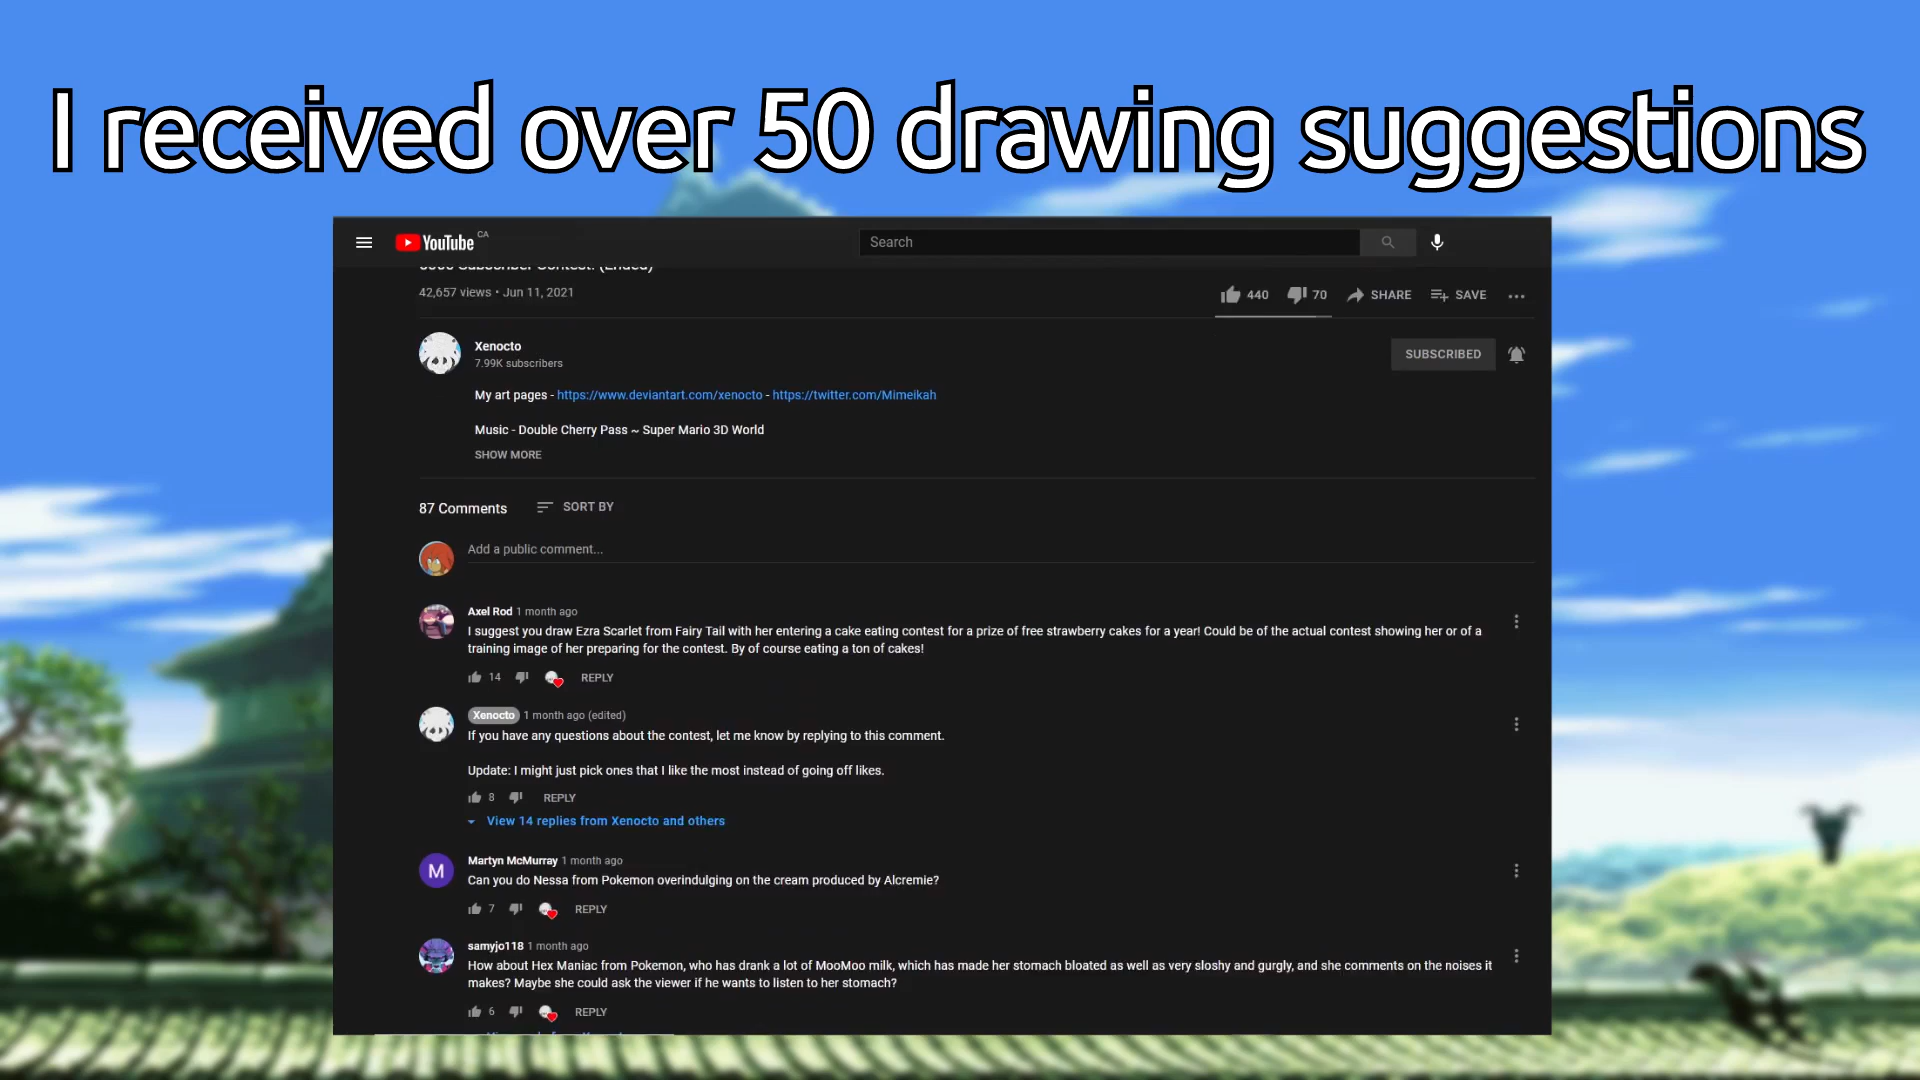 I received over 50 drawing suggestions
YouTube CA
Search
Subscriber Contest! (Ended)
42,657 views • Jun 11, 2021
440 70 SHARE SAVE
Xenocto
7.99K subscribers
SUBSCRIBED
My art pages - https://www.deviantart.com/xenocto - https://twitter.com/Mimeikah
Music - Double Cherry Pass ~ Super Mario 3D World
SHOW MORE
87 Comments SORT BY
Add a public comment...
Axel Rod 1 month ago
I suggest you draw Ezra Scarlet from Fairy Tail with her entering a cake eating contest for a prize of free strawberry cakes for a year! Could be of the actual contest showing her or of a
training image of her preparing for the contest. By of course eating a ton of cakes!
14 REPLY
Xenocto 1 month ago (edited)
If you have any questions about the contest, let me know by replying to this comment.
Update: I might just pick ones that I like the most instead of going off likes.
8 REPLY
View 14 replies from Xenocto and others
M
Martyn McMurray 1 month ago
Can you do Nessa from Pokemon overindulging on the cream produced by Alcremie?
7 REPLY
samyjo118 1 month ago
How about Hex Maniac from Pokemon, who has drank a lot of MooMoo milk, which has made her stomach bloated as well as very sloshy and gurgly, and she comments on the noises it
makes? Maybe she could ask the viewer if he wants to listen to her stomach?
6 REPLY